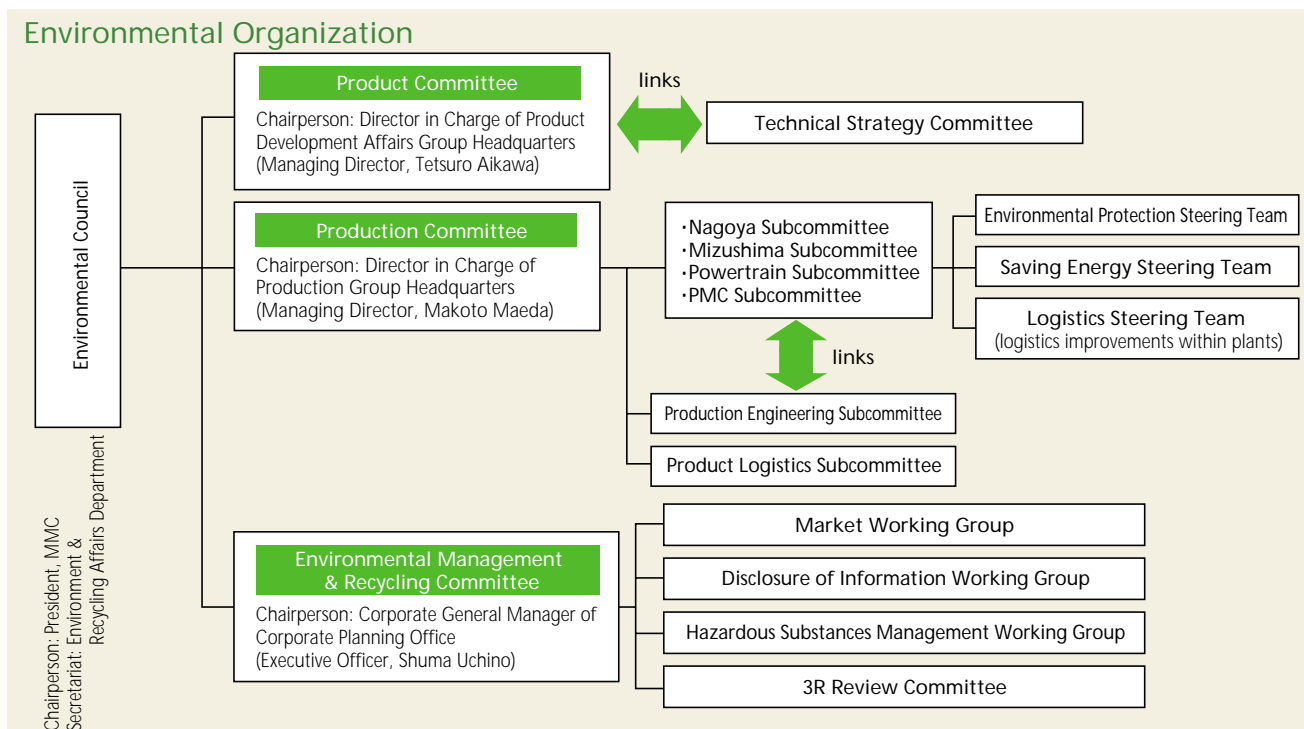 Environmental Organization
Environmental Council
Chairperson: President, MMC
Secretariat: Environment &
Recycling Affairs Department
Product Committee
Chairperson: Director in Charge of Product
Development Affairs Group Headquarters
(Managing Director, Tetsuro Aikawa)
links
Technical Strategy Committee
Production Committee
Chairperson: Director in Charge of
Production Group Headquarters
(Managing Director, Makoto Maeda)
・Nagoya Subcommittee
・Mizushima Subcommittee
・Powertrain Subcommittee
・PMC Subcommittee
Environmental Protection Steering Team
Saving Energy Steering Team
Logistics Steering Team
(logistics improvements within plants)
links
Production Engineering Subcommittee
Product Logistics Subcommittee
Environmental Management
& Recycling Committee
Chairperson: Corporate General Manager of
Corporate Planning Office
(Executive Officer, Shuma Uchino)
Market Working Group
Disclosure of Information Working Group
Hazardous Substances Management Working Group
3R Review Committee